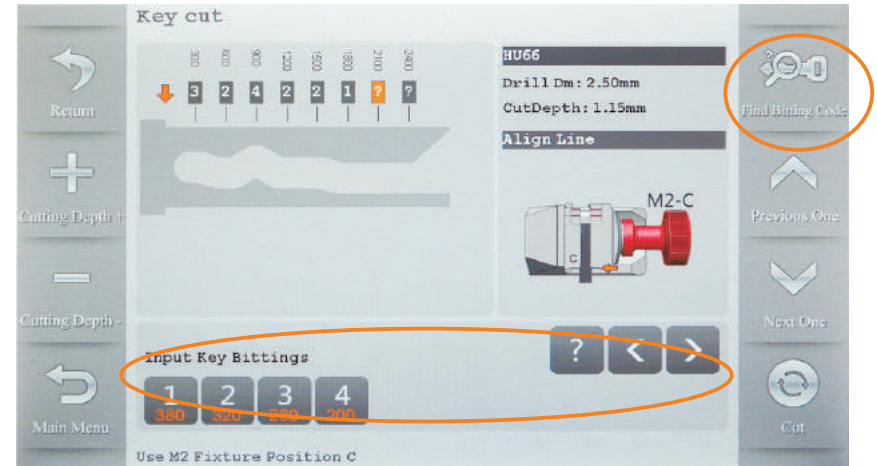 Key cut
Return
Cutting Depth +
Cutting Depth -
Main Menu
300 600 900 1200 1500 1800 2100 2400
3 2 4 2 2 1 ? ?
HU66
Drill Dm: 2.50mm
CutDepth: 1.15mm
Align Line
M2-C
C
Input Key Bittings
? < >
1 2 3 4
380 320 260 200
Use M2 Fixture Position C
Find Bitting Code
Previous One
Next One
Cut